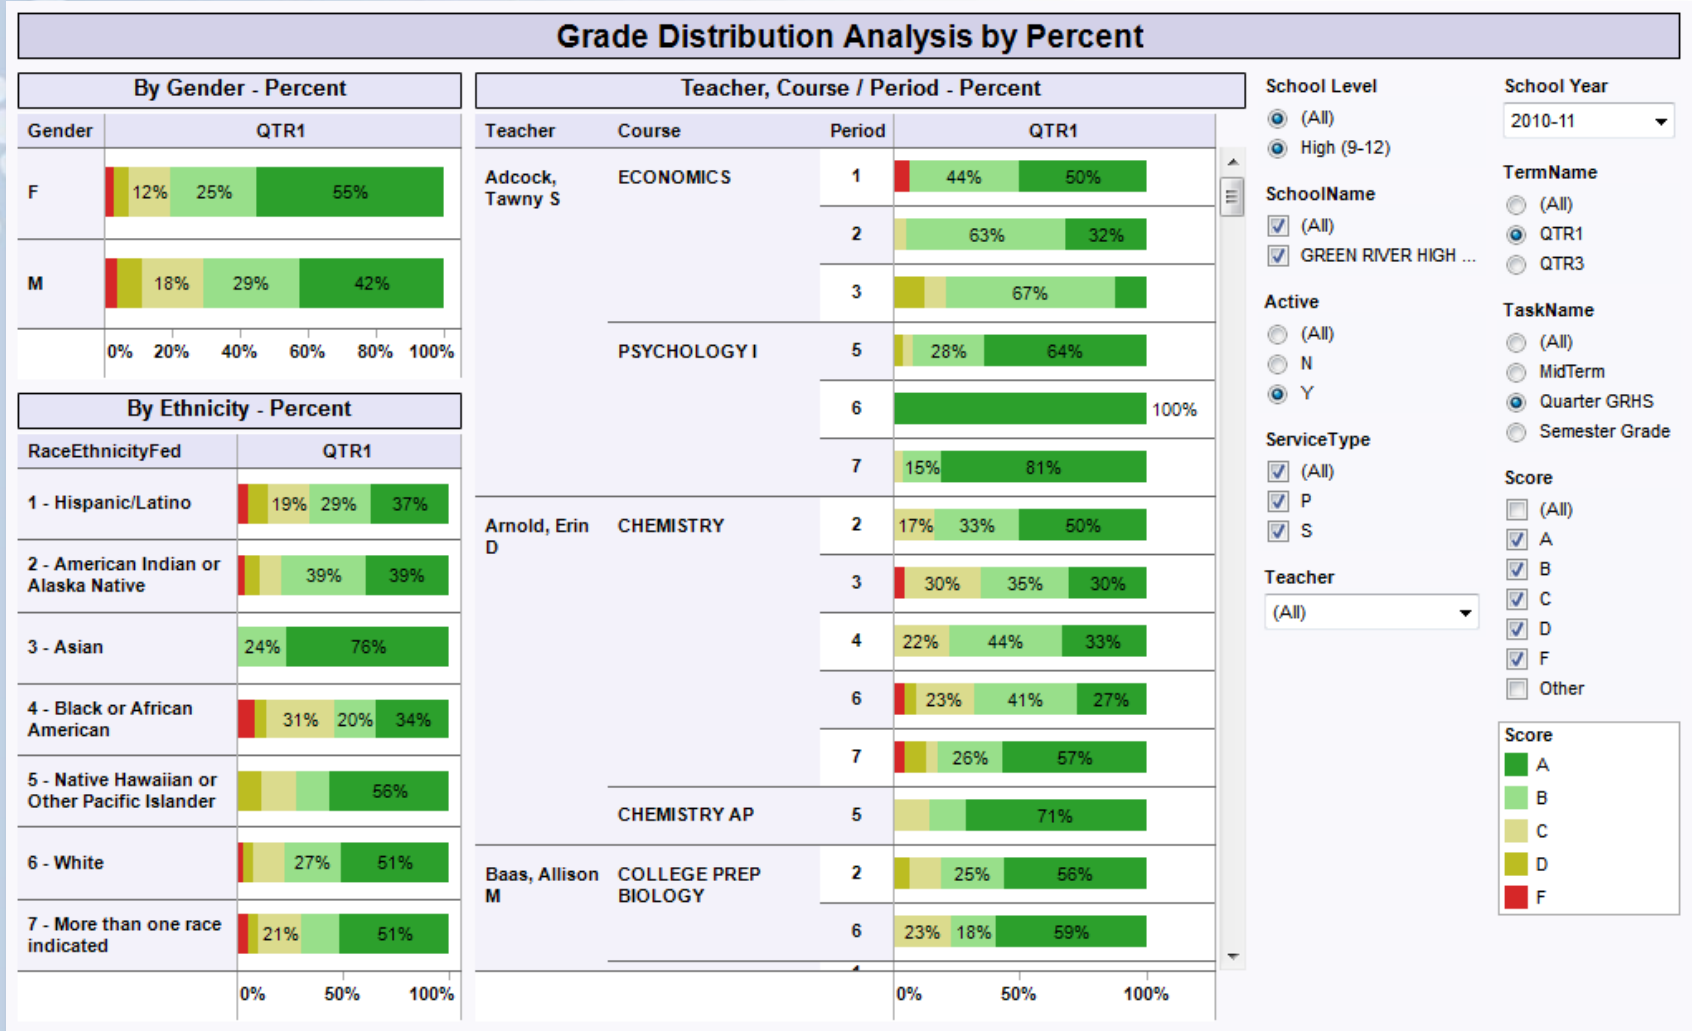 Grade Distribution Analysis by Percent
By Gender - Percent
Gender QTR1
F 12% 25% 55%
M 18% 29% 42%
0% 20% 40% 60% 80% 100%
By Ethnicity - Percent
RaceEthnicityFed QTR1
1 - Hispanic/Latino 19% 29% 37%
2 - American Indian or
Alaska Native 39% 39%
3 - Asian 24% 76%
4 - Black or African
American 31% 20% 34%
5 - Native Hawaiian or
Other Pacific Islander 56%
6 - White 27% 51%
7 - More than one race
indicated 21% 51%
0% 50% 100%
Teacher, Course / Period - Percent
Teacher Course Period QTR1
Adcock,
Tawny S
ECONOMICS 1 44% 50%
2 63% 32%
3 67%
PSYCHOLOGY I 5 28% 64%
6 100%
7 15% 81%
Arnold, Erin
D
CHEMISTRY 2 17% 33% 50%
3 30% 35% 30%
4 22% 44% 33%
6 23% 41% 27%
7 26% 57%
CHEMISTRY AP 5 71%
Baas, Allison
M
COLLEGE PREP
BIOLOGY
2 25% 56%
6 23% 18% 59%
0% 50% 100%
School Level
(All)
High (9-12)
SchoolName
(All)
GREEN RIVER HIGH ...
Active
(All)
N
Y
ServiceType
(All)
P
S
Teacher
(All)
School Year
2010-11
TermName
(All)
QTR1
QTR3
TaskName
(All)
MidTerm
Quarter GRHS
Semester Grade
Score
(All)
A
B
C
D
F
Other
Score
A
B
C
D
F